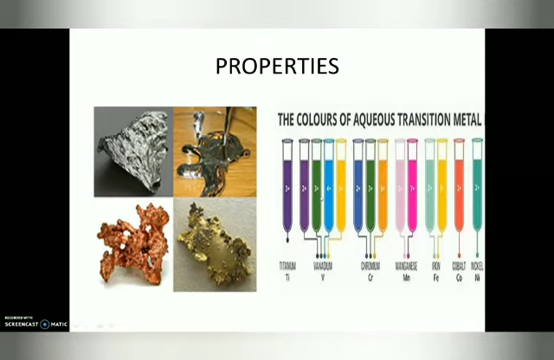 PROPERTIES
THE COLOURS OF AQUEOUS TRANSITION METAL
TITANIUM VANADIUM CHROMIUM MANGANESE IRON COBALT NICKEL
Ti V Cr Mn Fe Co Ni
RECORDED WITH
SCREENCAST MATIC